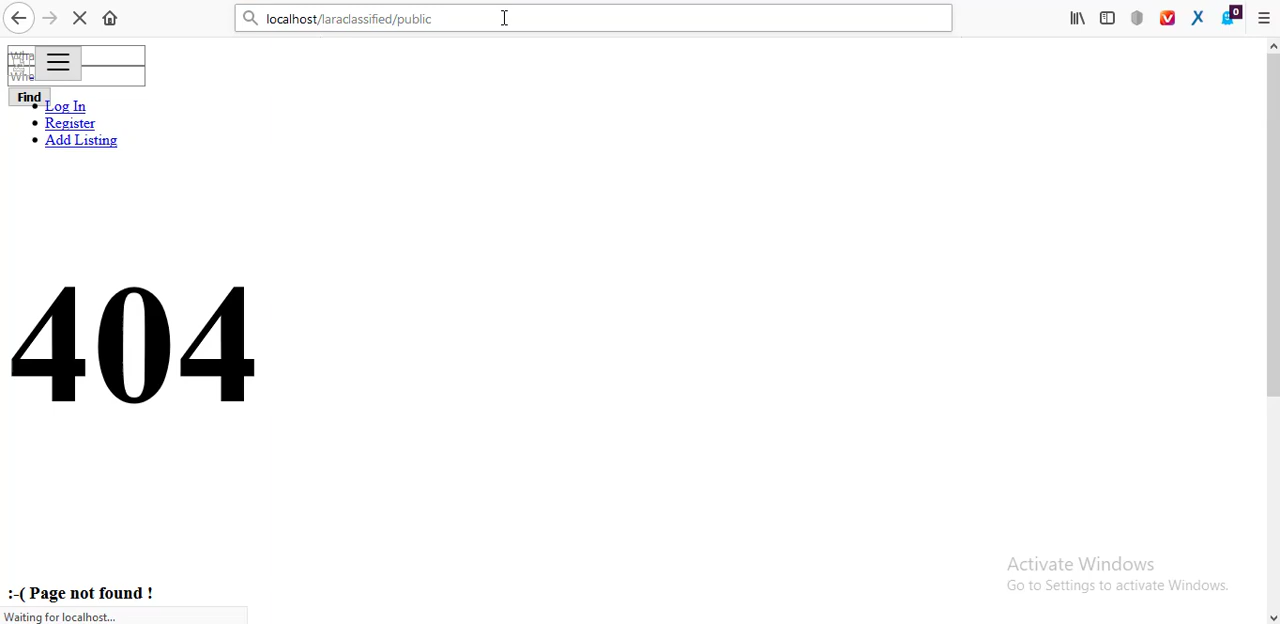 localhost/laraclassified/public
0
Find
Log In
Register
Add Listing
404
:-( Page not found !
Activate Windows
Go to Settings to activate Windows.
Waiting for localhost...